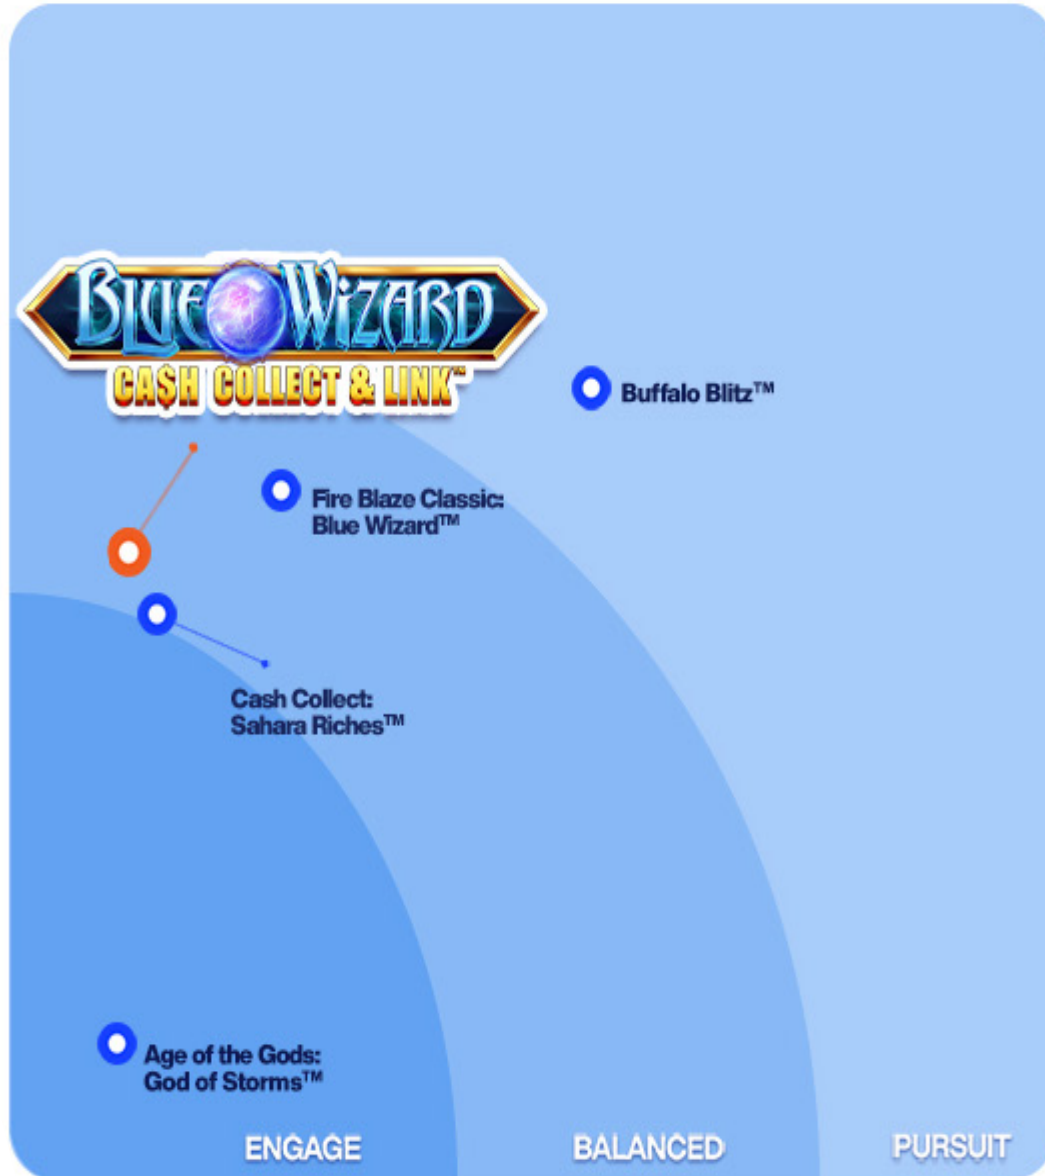 BLUE WIZARD
CA$H COLLECT & LINK™
Buffalo Blitz™
Fire Blaze Classic:
Blue Wizard™
Cash Collect:
Sahara Riches™
Age of the Gods:
God of Storms™
ENGAGE
BALANCED
PURSUIT